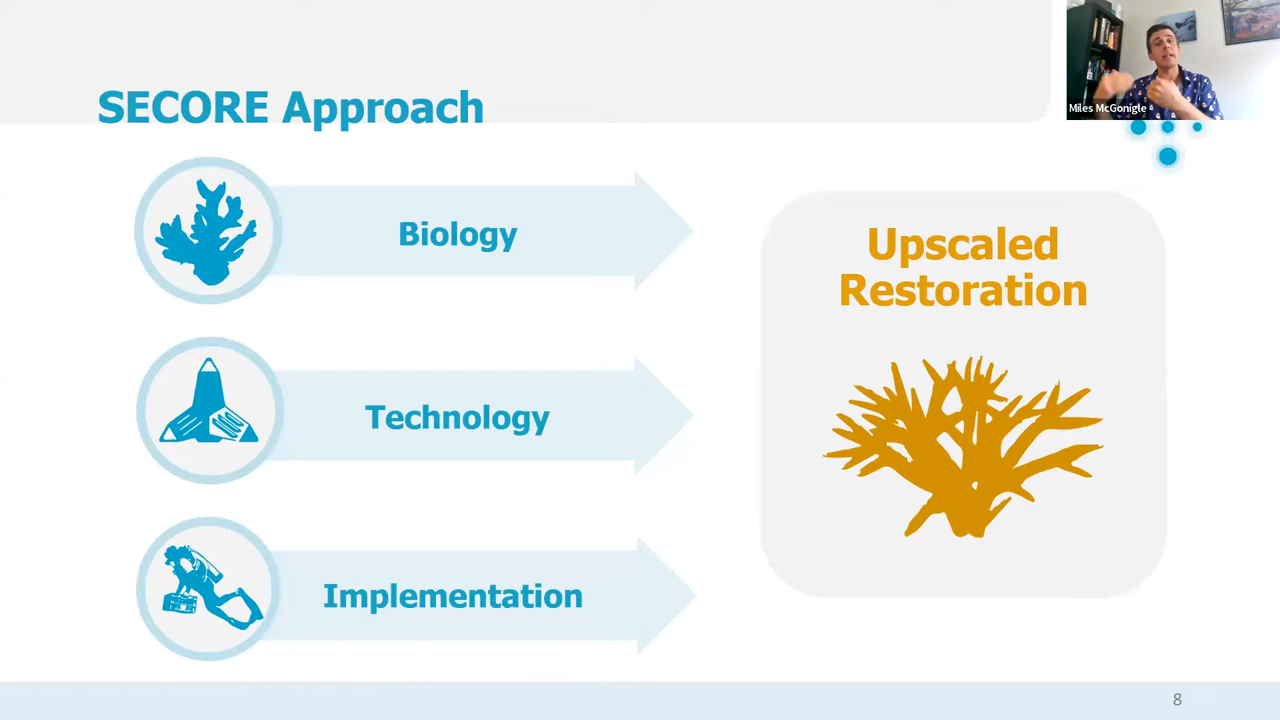 SECORE Approach
Miles McGonigle
Biology
Technology
Implementation
Upscaled
Restoration
8